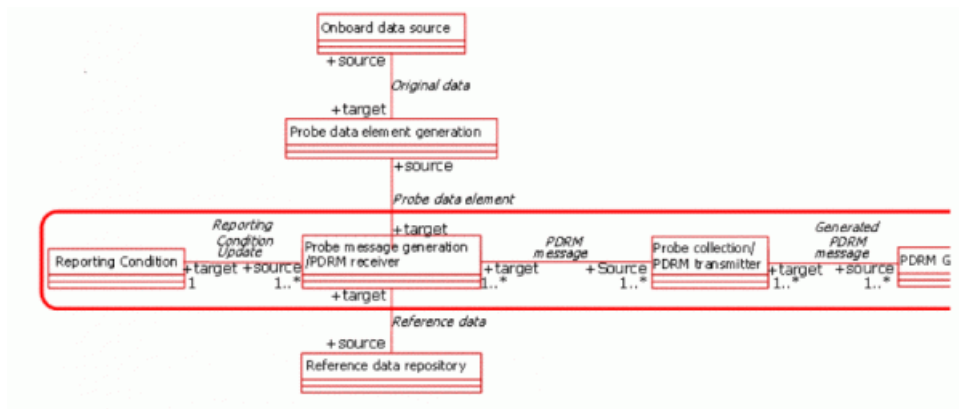 Onboard data source
+source
Original data
+target
Probe data element generation
+source
Probe data element
+target
Reporting
Condition
Update
PDRM
message
Generated
PDRM
message
Reporting Condition
+target +source
1 1..*
Probe message generation
/PDRM receiver
+target +Source
1..* 1..*
Probe collection/
PDRM transmitter
+target +source
1..* 1..*
PDRM G
+target
Reference data
+source
Reference data repository